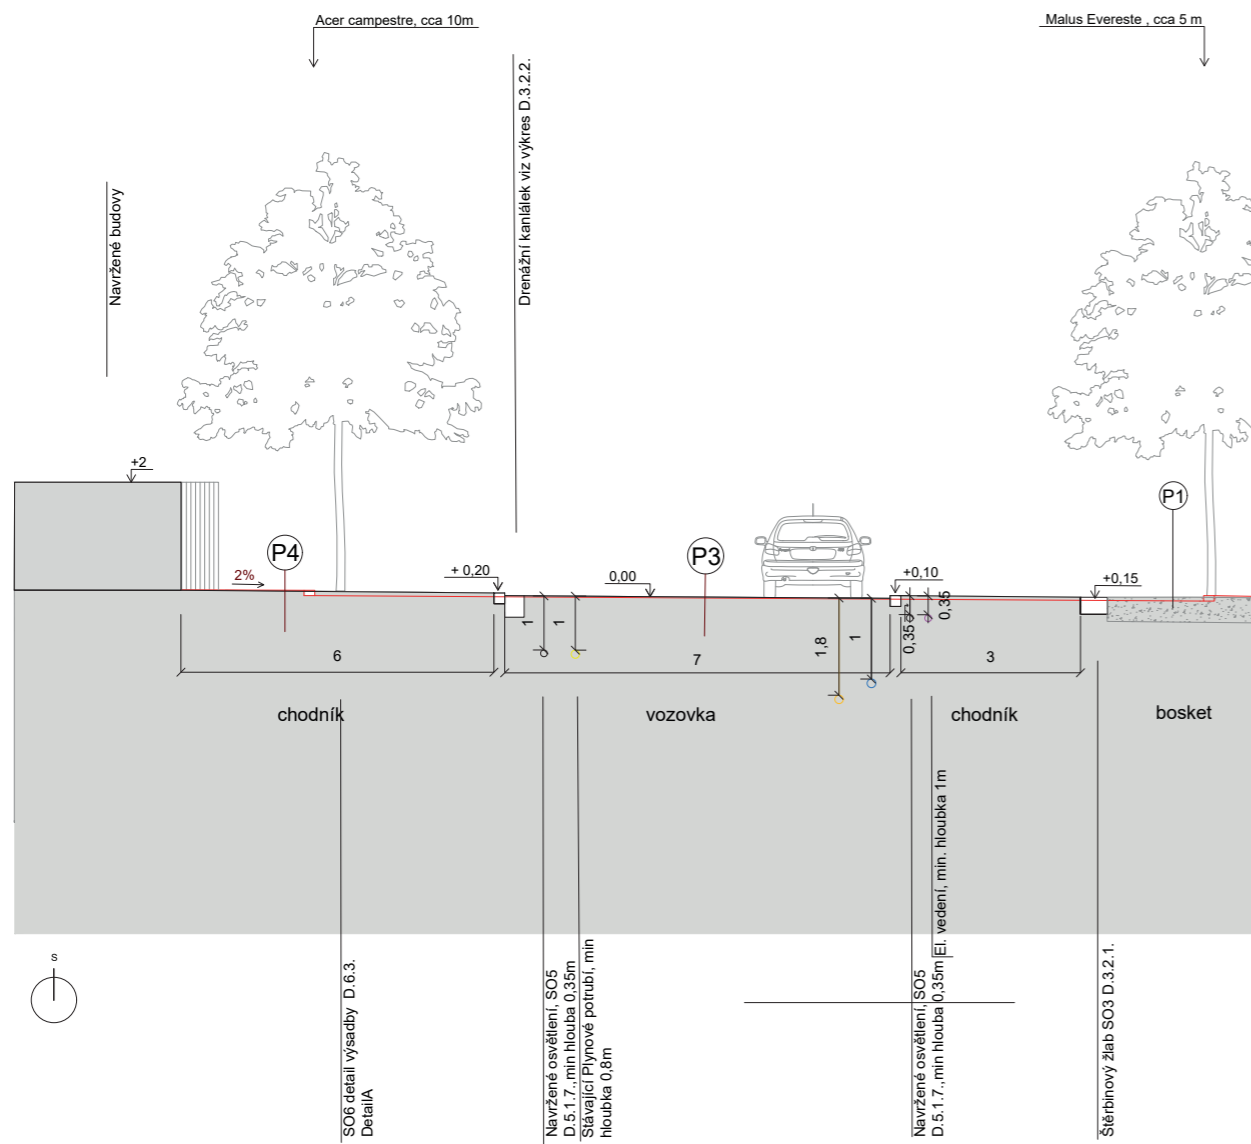 Acer campestre, cca 10m
Malus Evereste , cca 5 m
Navržené budovy
Drenážní kanlálek viz výkres D.3.2.2.
+2
P4
P3
P1
2%
+ 0,20
0,00
+0,10
+0,15
0,35
0,35
1
1
1,8
1
6
7
3
chodník
vozovka
chodník
bosket
S
SO6 detail výsadby D.6.3.
DetailA
Navržené osvětlení, SO5
D.5.1.7.,min hlouba 0,35m
Stávající Plynové potrubí, min
hloubka 0,8m
Navržené osvětlení, SO5
D.5.1.7.,min hlouba 0,35m
El. vedení, min. hloubka 1m
Štěrbinový žlab SO3 D.3.2.1.